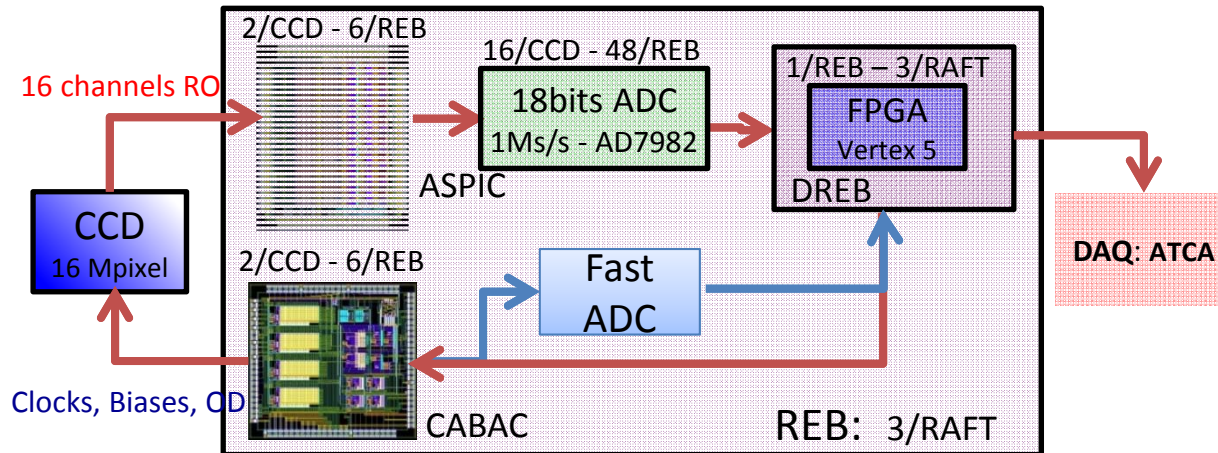 2/CCD - 6/REB
16 channels RO
ASPIC
16/CCD - 48/REB
18bits ADC
1Ms/s - AD7982
1/REB – 3/RAFT
FPGA
Vertex 5
DREB
CCD
16 Mpixel
DAQ: ATCA
2/CCD - 6/REB
Fast
ADC
Clocks, Biases, OD
CABAC
REB: 3/RAFT